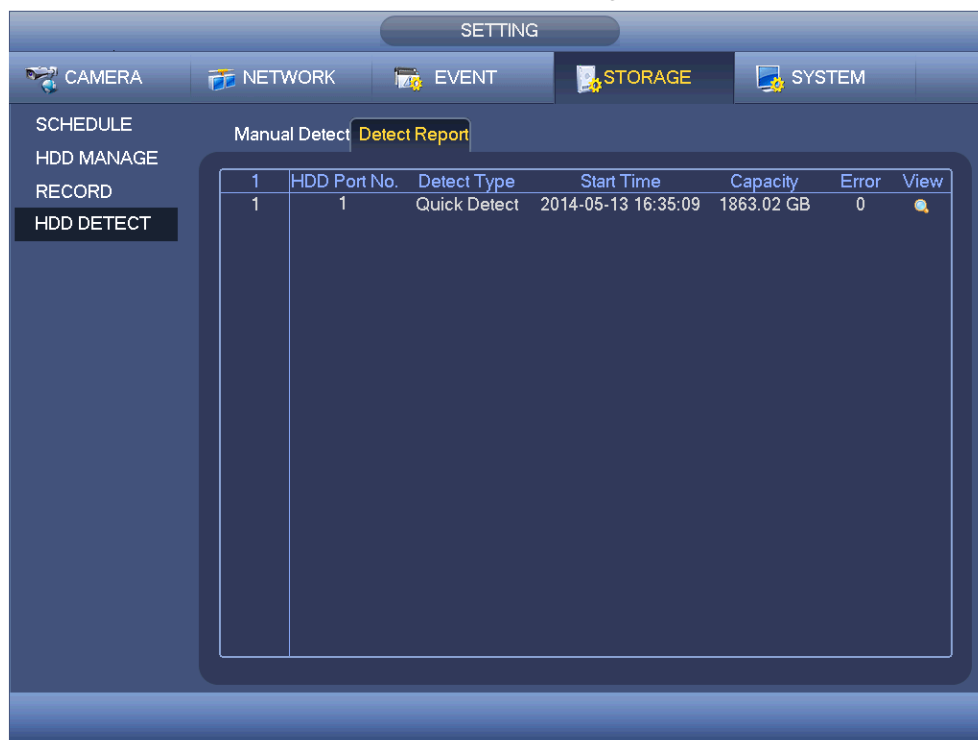 SETTING
CAMERA NETWORK EVENT STORAGE SYSTEM
SCHEDULE
HDD MANAGE
RECORD
HDD DETECT
Manual Detect Detect Report
1 HDD Port No. Detect Type Start Time Capacity Error View
1 1 Quick Detect 2014-05-13 16:35:09 1863.02 GB 0